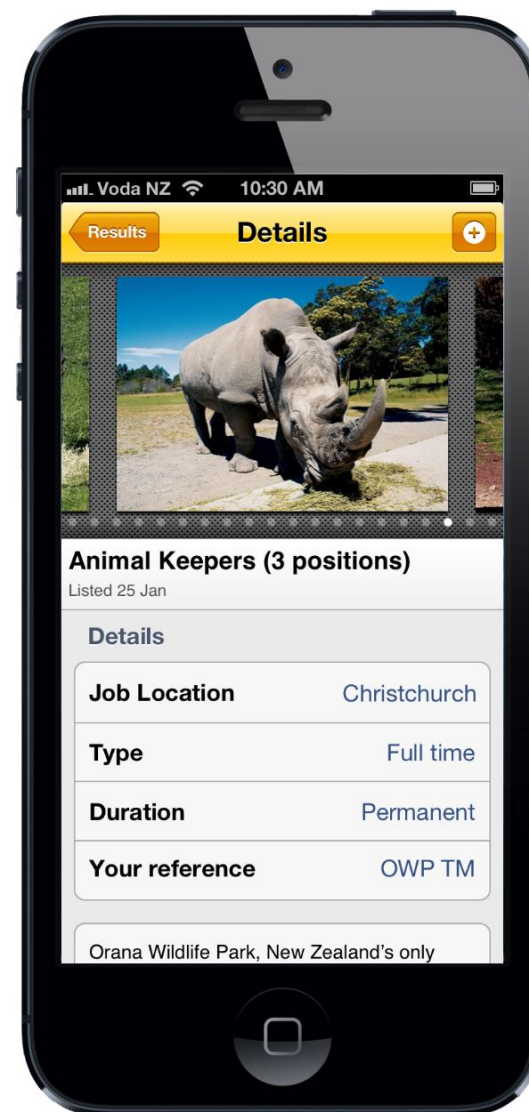 Voda NZ 10:30 AM
Results Details
Animal Keepers (3 positions)
Listed 25 Jan
Details
Job Location Christchurch
Type Full time
Duration Permanent
Your reference OWP TM
Orana Wildlife Park, New Zealand's only